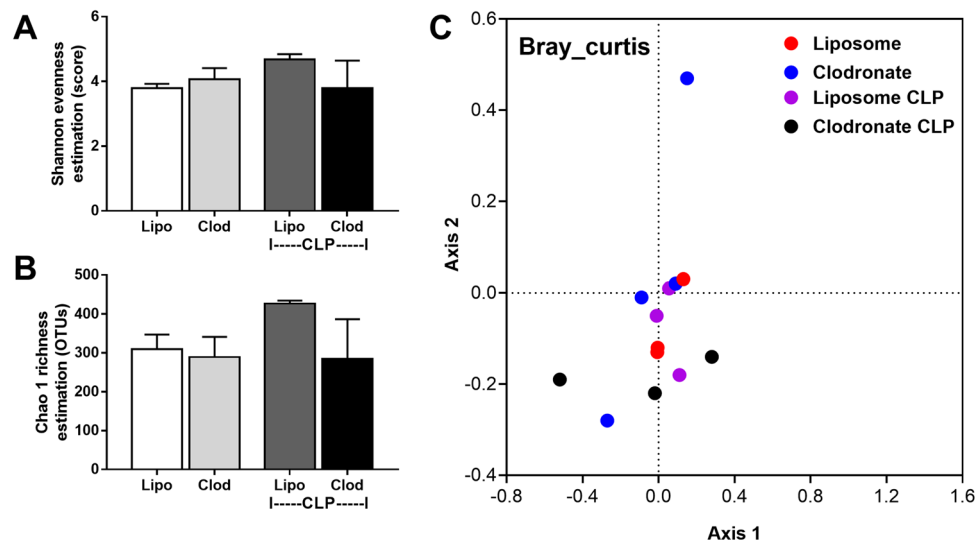 A
Shannon evenness
estimation (score)
6
4
2
0
Lipo Clod Lipo Clod
I-----CLP-----I
B
Chao 1 richness
estimation (OTUs)
500
400
300
200
100
0
Lipo Clod Lipo Clod
I-----CLP-----I
C
Bray_curtis
Liposome
Clodronate
Liposome CLP
Clodronate CLP
Axis 2
0.6
0.4
0.2
0.0
-0.2
-0.4
-0.8 -0.4 0.0 0.4 0.8 1.2 1.6
Axis 1